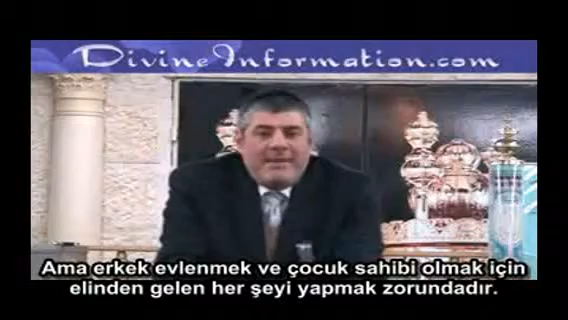 DivineInformation.com
Ama erkek evlenmek ve çocuk sahibi olmak için
elinden gelen her şeyi yapmak zorundadır.